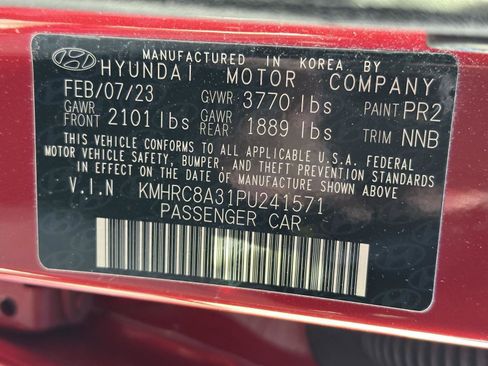 MANUFACTURED IN KOREA BY
HYUNDAI MOTOR COMPANY
FEB/07/23 GVWR 3770 lbs PAINT PR2
GAWR FRONT 2101 lbs GAWR REAR 1889 lbs TRIM NNB
THIS VEHICLE CONFORMS TO ALL APPLICABLE U.S.A. FEDERAL
MOTOR VEHICLE SAFETY, BUMPER, AND THEFT PREVENTION STANDARDS
IN EFFECT ON THE DATE OF MANUFACTURE SHOWN ABOVE.
V.I.N KMHRC8A31PU241571
PASSENGER CAR